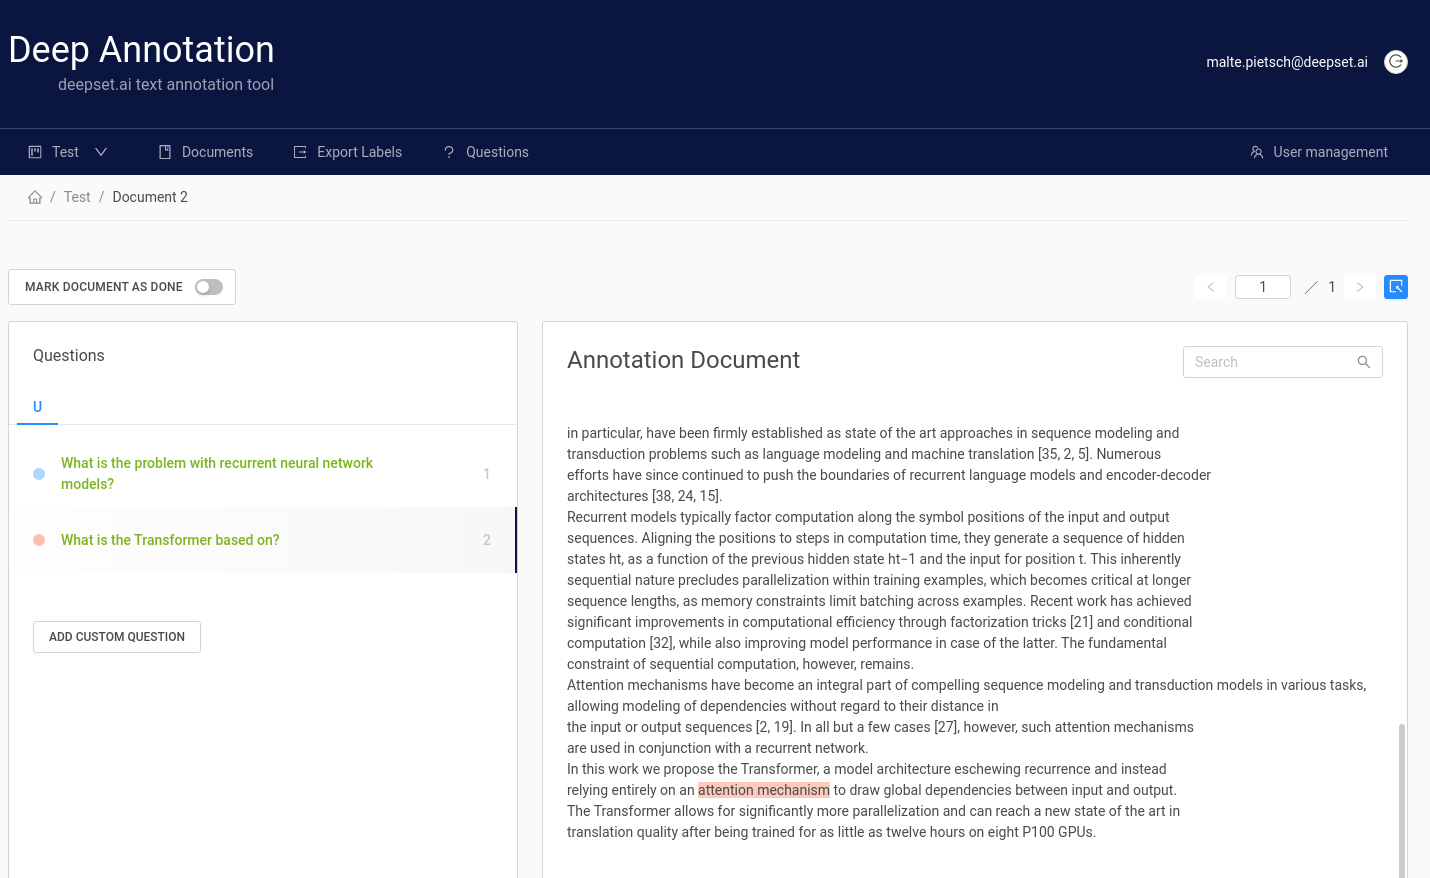 Deep Annotation
deepset.ai text annotation tool
malte.pietsch@deepset.ai
Test
Documents
Export Labels
? Questions
User management
/ Test / Document 2
MARK DOCUMENT AS DONE
< 1 / 1 >
Questions
U
What is the problem with recurrent neural network
models?
1
What is the Transformer based on?
2
ADD CUSTOM QUESTION
Annotation Document
Search
in particular, have been firmly established as state of the art approaches in sequence modeling and
transduction problems such as language modeling and machine translation [35, 2, 5]. Numerous
efforts have since continued to push the boundaries of recurrent language models and encoder-decoder
architectures [38, 24, 15].
Recurrent models typically factor computation along the symbol positions of the input and output
sequences. Aligning the positions to steps in computation time, they generate a sequence of hidden
states ht, as a function of the previous hidden state ht−1 and the input for position t. This inherently
sequential nature precludes parallelization within training examples, which becomes critical at longer
sequence lengths, as memory constraints limit batching across examples. Recent work has achieved
significant improvements in computational efficiency through factorization tricks [21] and conditional
computation [32], while also improving model performance in case of the latter. The fundamental
constraint of sequential computation, however, remains.
Attention mechanisms have become an integral part of compelling sequence modeling and transduction models in various tasks,
allowing modeling of dependencies without regard to their distance in
the input or output sequences [2, 19]. In all but a few cases [27], however, such attention mechanisms
are used in conjunction with a recurrent network.
In this work we propose the Transformer, a model architecture eschewing recurrence and instead
relying entirely on an attention mechanism to draw global dependencies between input and output.
The Transformer allows for significantly more parallelization and can reach a new state of the art in
translation quality after being trained for as little as twelve hours on eight P100 GPUs.